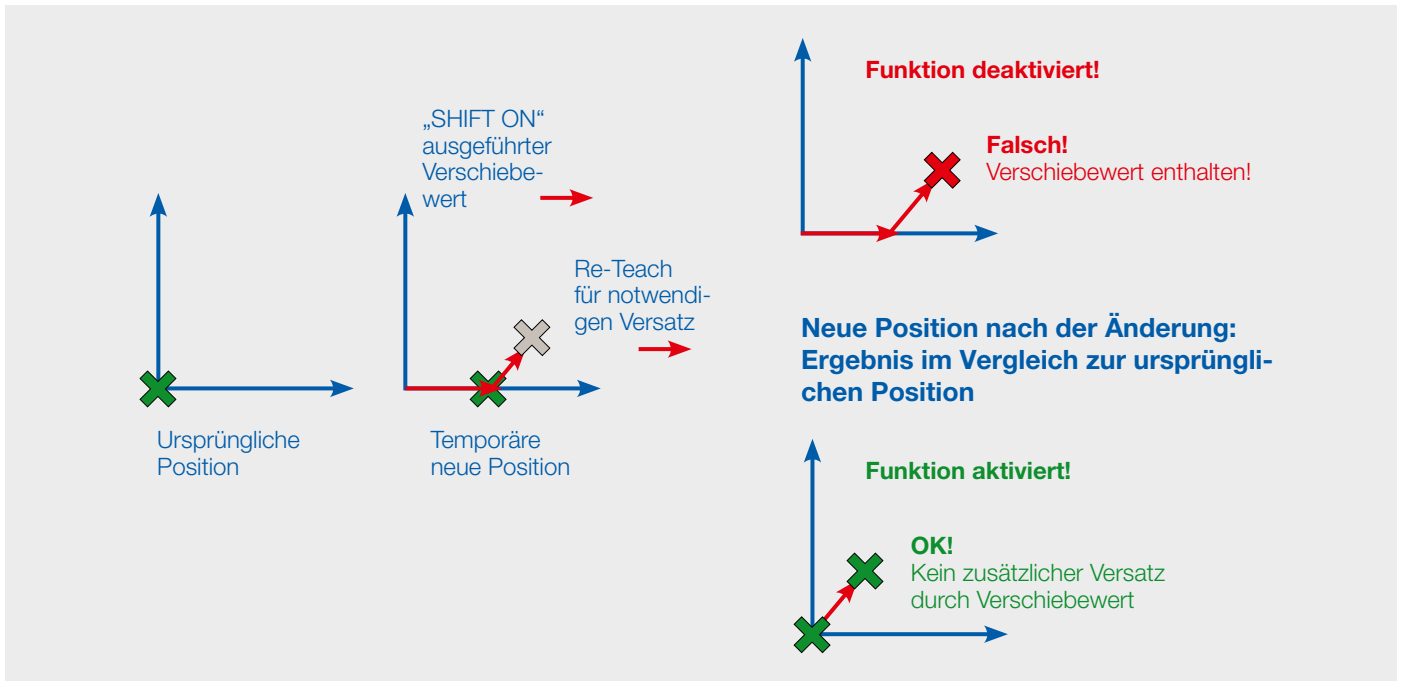 „SHIFT ON“
ausgeführter
Verschiebe-
wert
Re-Teach
für notwendi-
gen Versatz
Ursprüngliche
Position
Temporäre
neue Position
Funktion deaktiviert!
Falsch!
Verschiebewert enthalten!
Neue Position nach der Änderung:
Ergebnis im Vergleich zur ursprüngli-
chen Position
Funktion aktiviert!
OK!
Kein zusätzlicher Versatz
durch Verschiebewert